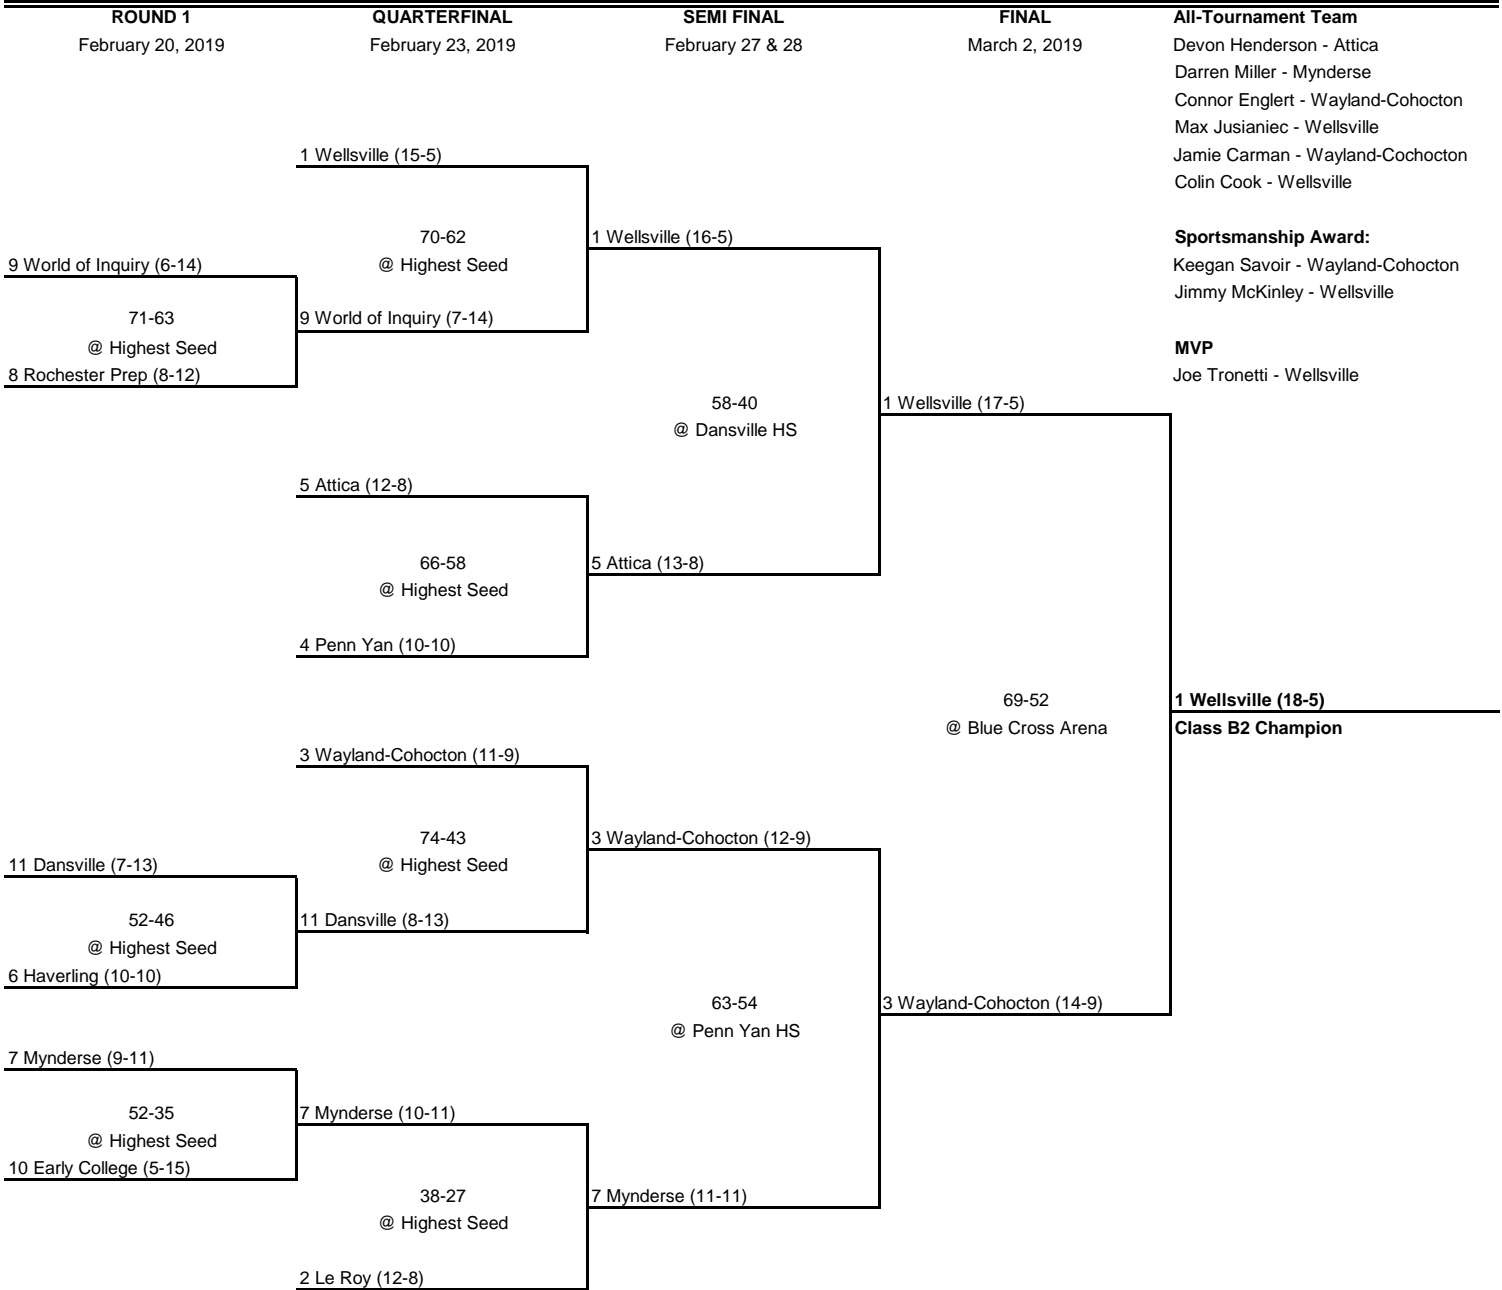 ROUND 1
February 20, 2019
9 World of Inquiry (6-14)
71-63
@ Highest Seed
8 Rochester Prep (8-12)
11 Dansville (7-13)
52-46
@ Highest Seed
6 Haverling (10-10)
7 Mynderse (9-11)
52-35
@ Highest Seed
10 Early College (5-15)
QUARTERFINAL
February 23, 2019
1 Wellsville (15-5)
70-62
@ Highest Seed
9 World of Inquiry (7-14)
5 Attica (12-8)
66-58
@ Highest Seed
4 Penn Yan (10-10)
3 Wayland-Cohocton (11-9)
74-43
@ Highest Seed
11 Dansville (8-13)
7 Mynderse (10-11)
38-27
@ Highest Seed
2 Le Roy (12-8)
SEMI FINAL
February 27 & 28
1 Wellsville (16-5)
58-40
@ Dansville HS
5 Attica (13-8)
3 Wayland-Cohocton (12-9)
63-54
@ Penn Yan HS
7 Mynderse (11-11)
FINAL
March 2, 2019
1 Wellsville (17-5)
69-52
@ Blue Cross Arena
3 Wayland-Cohocton (14-9)
All-Tournament Team
Devon Henderson - Attica
Darren Miller - Mynderse
Connor Englert - Wayland-Cohocton
Max Jusianiec - Wellsville
Jamie Carman - Wayland-Cochocton
Colin Cook - Wellsville
Sportsmanship Award:
Keegan Savoir - Wayland-Cohocton
Jimmy McKinley - Wellsville
MVP
Joe Tronetti - Wellsville
1 Wellsville (18-5)
Class B2 Champion